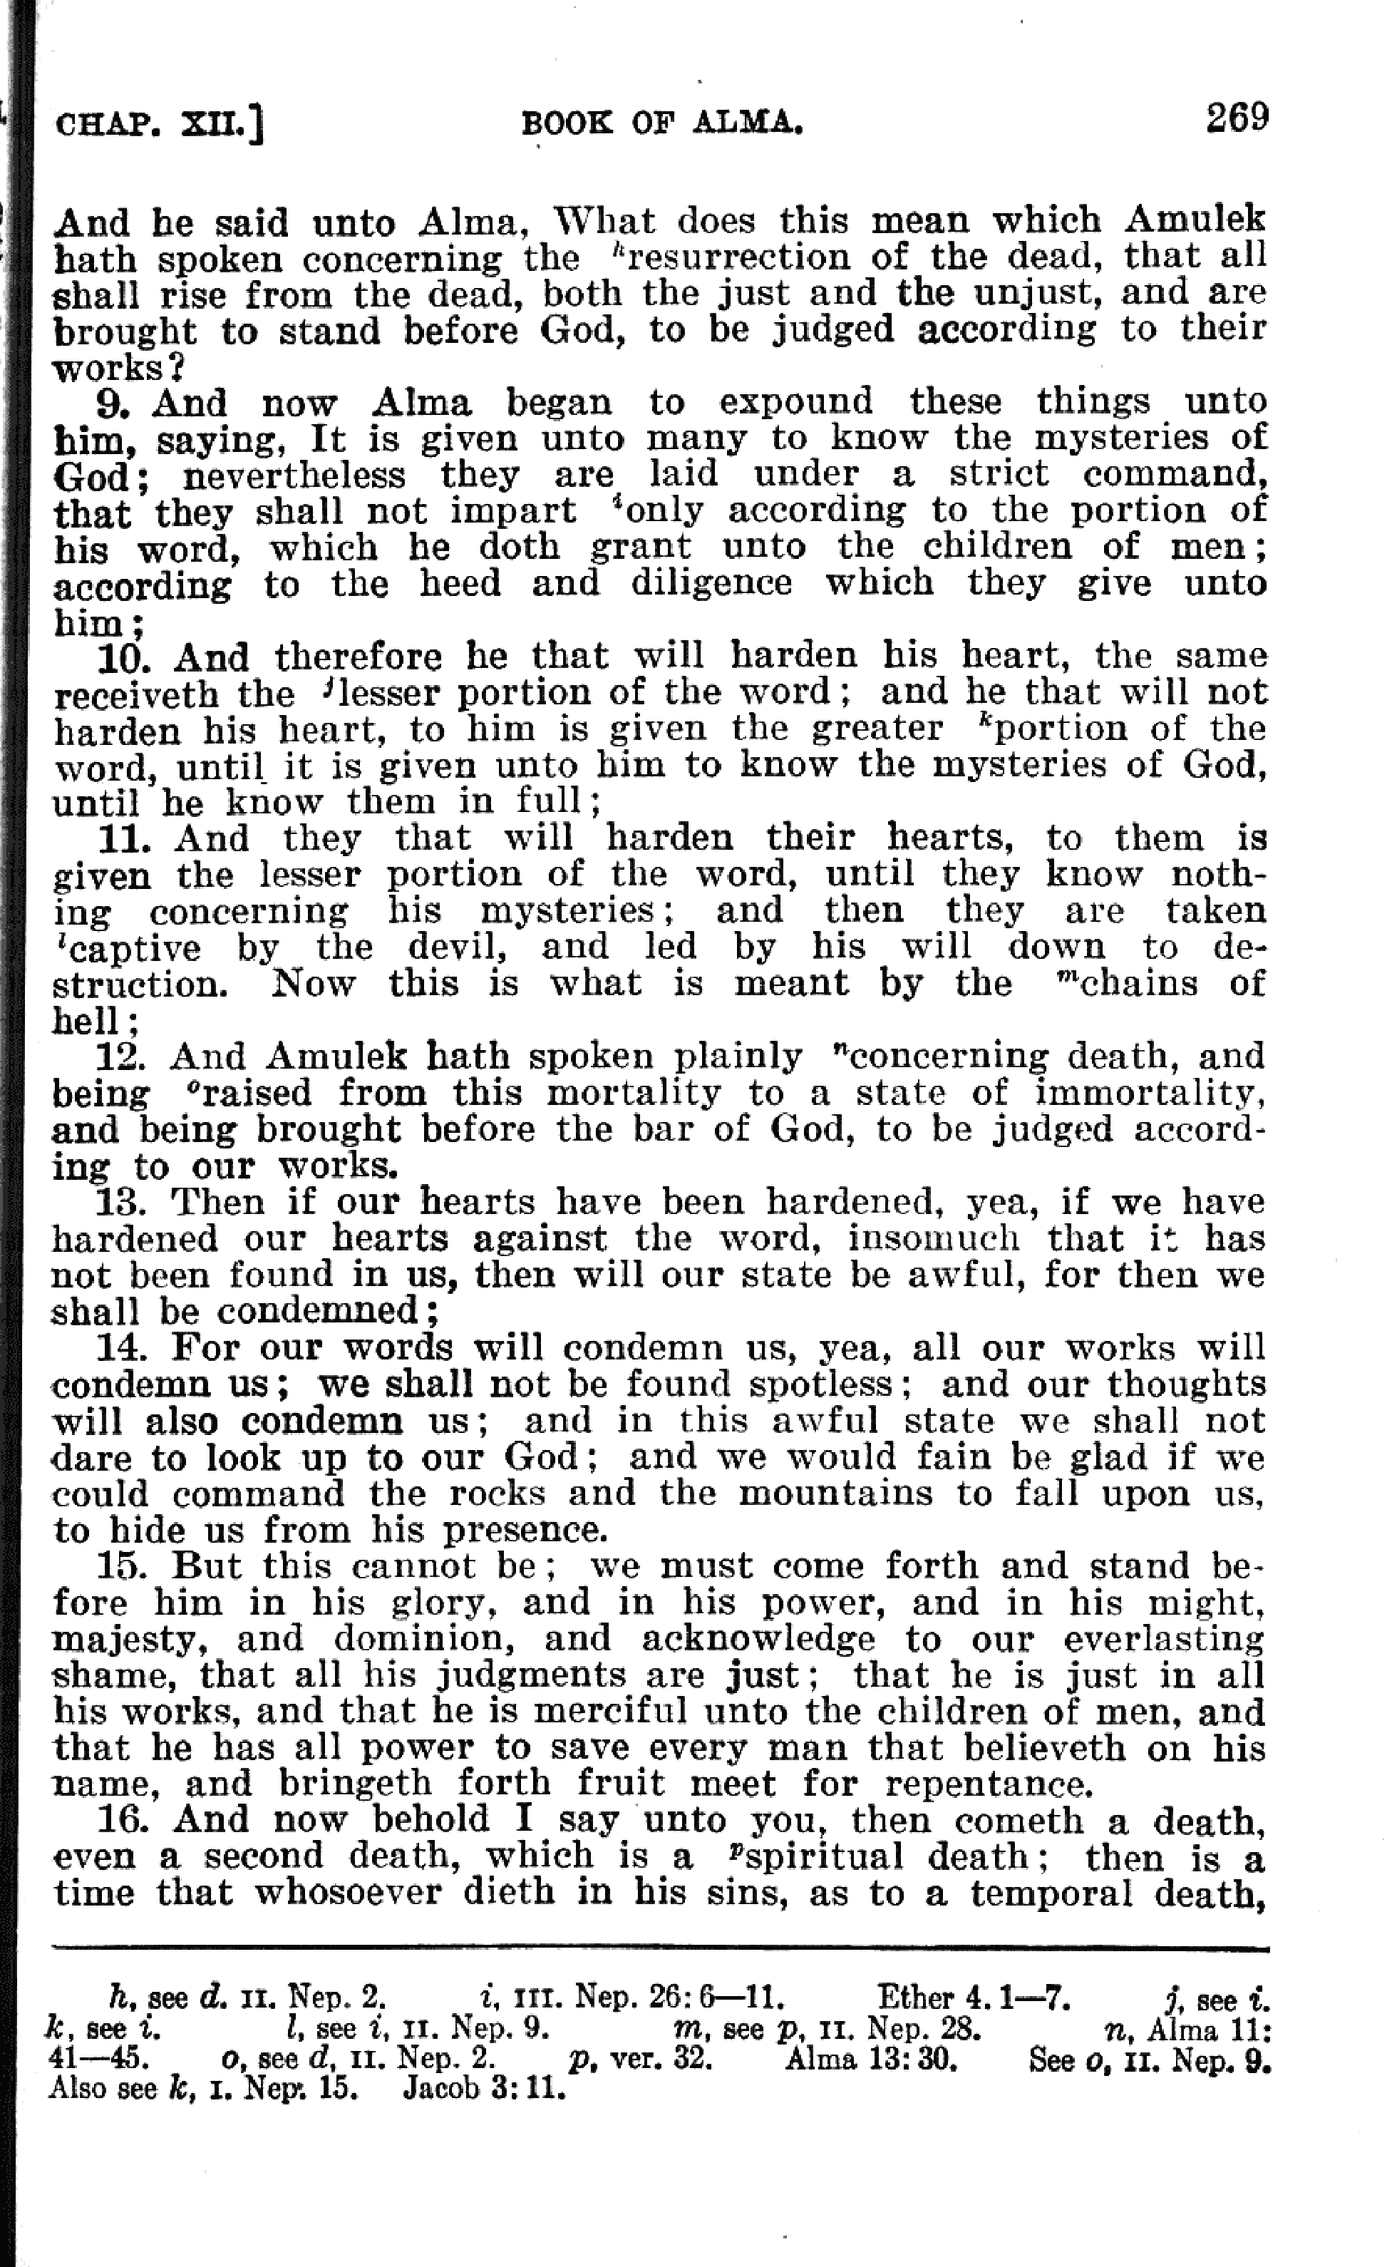 CHAP. XII.] BOOK OF ALMA. 269
And he said unto Alma, What does this mean which Amulek
hath spoken concerning the ʰresurrection of the dead, that all
shall rise from the dead, both the just and the unjust, and are
brought to stand before God, to be judged according to their
works?
9. And now Alma began to expound these things unto
him, saying, It is given unto many to know the mysteries of
God; nevertheless they are laid under a strict command,
that they shall not impart ⁱonly according to the portion of
his word, which he doth grant unto the children of men;
according to the heed and diligence which they give unto
him;
10. And therefore he that will harden his heart, the same
receiveth the ʲlesser portion of the word; and he that will not
harden his heart, to him is given the greater ᵏportion of the
word, until it is given unto him to know the mysteries of God,
until he know them in full;
11. And they that will harden their hearts, to them is
given the lesser portion of the word, until they know noth-
ing concerning his mysteries; and then they are taken
ˡcaptive by the devil, and led by his will down to de-
struction. Now this is what is meant by the ᵐchains of
hell;
12. And Amulek hath spoken plainly ⁿconcerning death, and
being ᵒraised from this mortality to a state of immortality,
and being brought before the bar of God, to be judged accord-
ing to our works.
13. Then if our hearts have been hardened, yea, if we have
hardened our hearts against the word, insomuch that it has
not been found in us, then will our state be awful, for then we
shall be condemned;
14. For our words will condemn us, yea, all our works will
condemn us; we shall not be found spotless; and our thoughts
will also condemn us; and in this awful state we shall not
dare to look up to our God; and we would fain be glad if we
could command the rocks and the mountains to fall upon us,
to hide us from his presence.
15. But this cannot be; we must come forth and stand be-
fore him in his glory, and in his power, and in his might,
majesty, and dominion, and acknowledge to our everlasting
shame, that all his judgments are just; that he is just in all
his works, and that he is merciful unto the children of men, and
that he has all power to save every man that believeth on his
name, and bringeth forth fruit meet for repentance.
16. And now behold I say unto you, then cometh a death,
even a second death, which is a ᵖspiritual death; then is a
time that whosoever dieth in his sins, as to a temporal death,
h, see d. II. Nep. 2. i, III. Nep. 26: 6—11. Ether 4. 1—7. j, see i.
k, see i. l, see i, II. Nep. 9. m, see p, II. Nep. 28. n, Alma 11:
41—45. o, see d, II. Nep. 2. p, ver. 32. Alma 13: 30. See o, II. Nep. 9.
Also see k, I. Nep. 15. Jacob 3: 11.